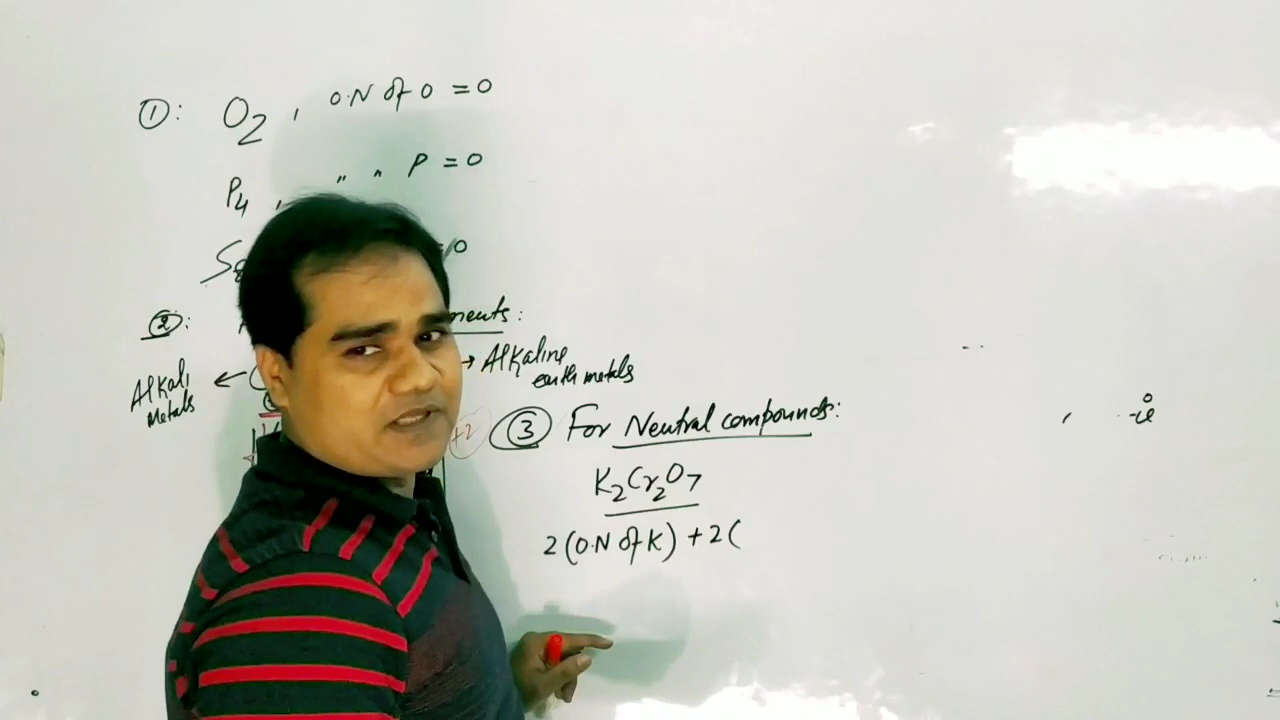 ①: O2, O.N of O = 0
P4, " " P = 0
S8 = 0
②: ments:
Alkali Metals ←
→ Alkaline earth metals
+2
③ For Neutral compounds:
K2Cr2O7
2(O.N of K) + 2(